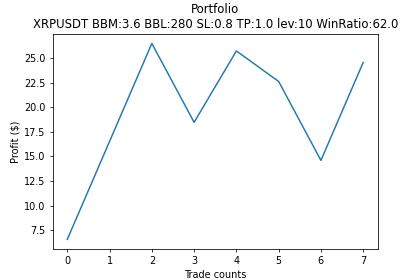 Portfolio
XRPUSDT BBM:3.6 BBL:280 SL:0.8 TP:1.0 lev:10 WinRatio:62.0
Profit ($)
25.0
22.5
20.0
17.5
15.0
12.5
10.0
7.5
0 1 2 3 4 5 6 7
Trade counts